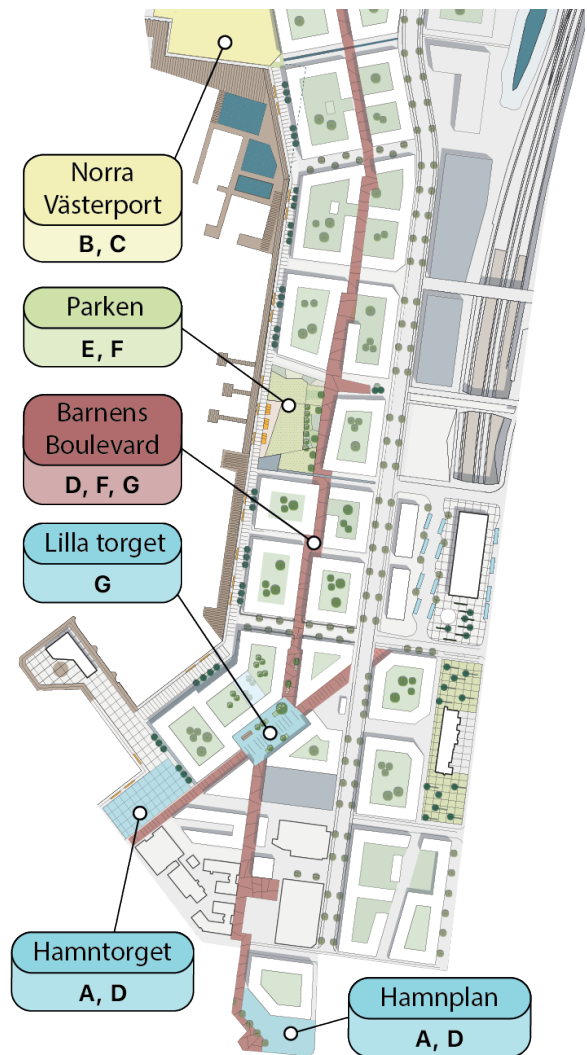 Norra
Västerport
B, C
Parken
E, F
Barnens
Boulevard
D, F, G
Lilla torget
G
Hamntorget
A, D
Hamnplan
A, D